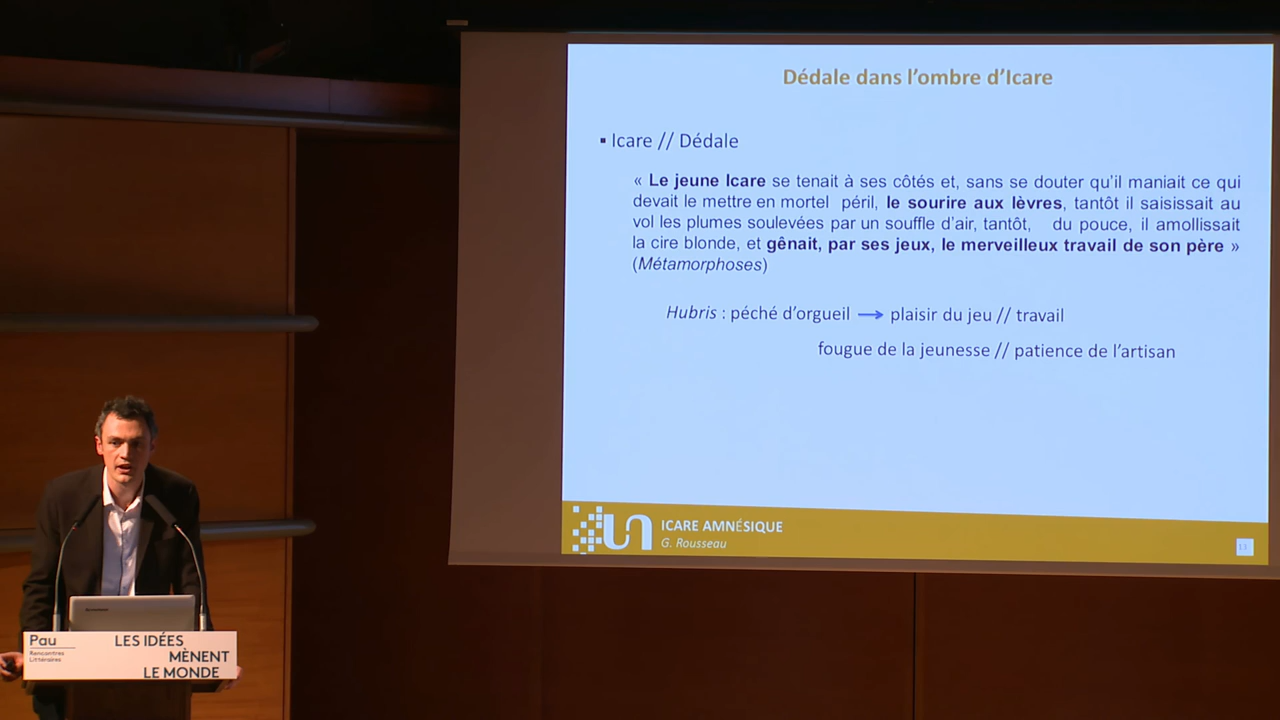 Dédale dans l’ombre d’Icare
▪ Icare // Dédale
« Le jeune Icare se tenait à ses côtés et, sans se douter qu’il maniait ce qui
devait le mettre en mortel péril, le sourire aux lèvres, tantôt il saisissait au
vol les plumes soulevées par un souffle d’air, tantôt, du pouce, il amollissait
la cire blonde, et gênait, par ses jeux, le merveilleux travail de son père »
(Métamorphoses)
Hubris : péché d’orgueil → plaisir du jeu // travail
fougue de la jeunesse // patience de l’artisan
ICARE AMNÉSIQUE
G. Rousseau
Pau
Rencontres
Littéraires
LES IDÉES
MÈNENT
LE MONDE